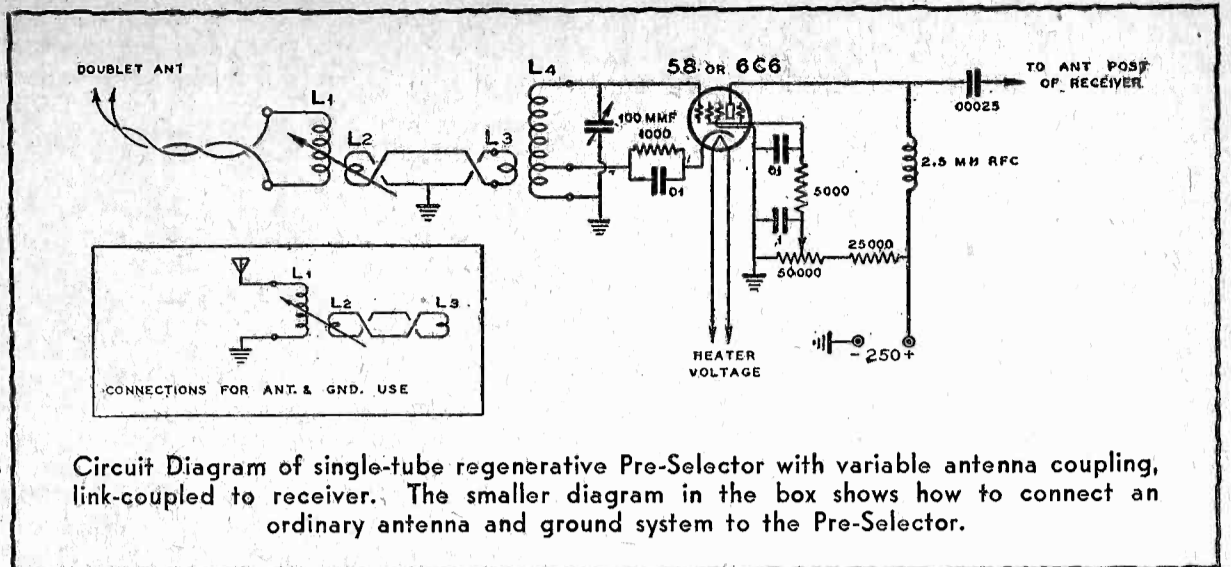 DOUBLET ANT
L1
L2
L3
L4
58 OR 6C6
100 MMF
1000
.01
.01
5000
.1
50000
25000
.00025
TO ANT POST
OF RECEIVER
2.5 MH RFC
HEATER
VOLTAGE
- 250 +
L1
L2
L3
CONNECTIONS FOR ANT. & GND. USE
Circuit Diagram of single-tube regenerative Pre-Selector with variable antenna coupling,
link-coupled to receiver. The smaller diagram in the box shows how to connect an
ordinary antenna and ground system to the Pre-Selector.